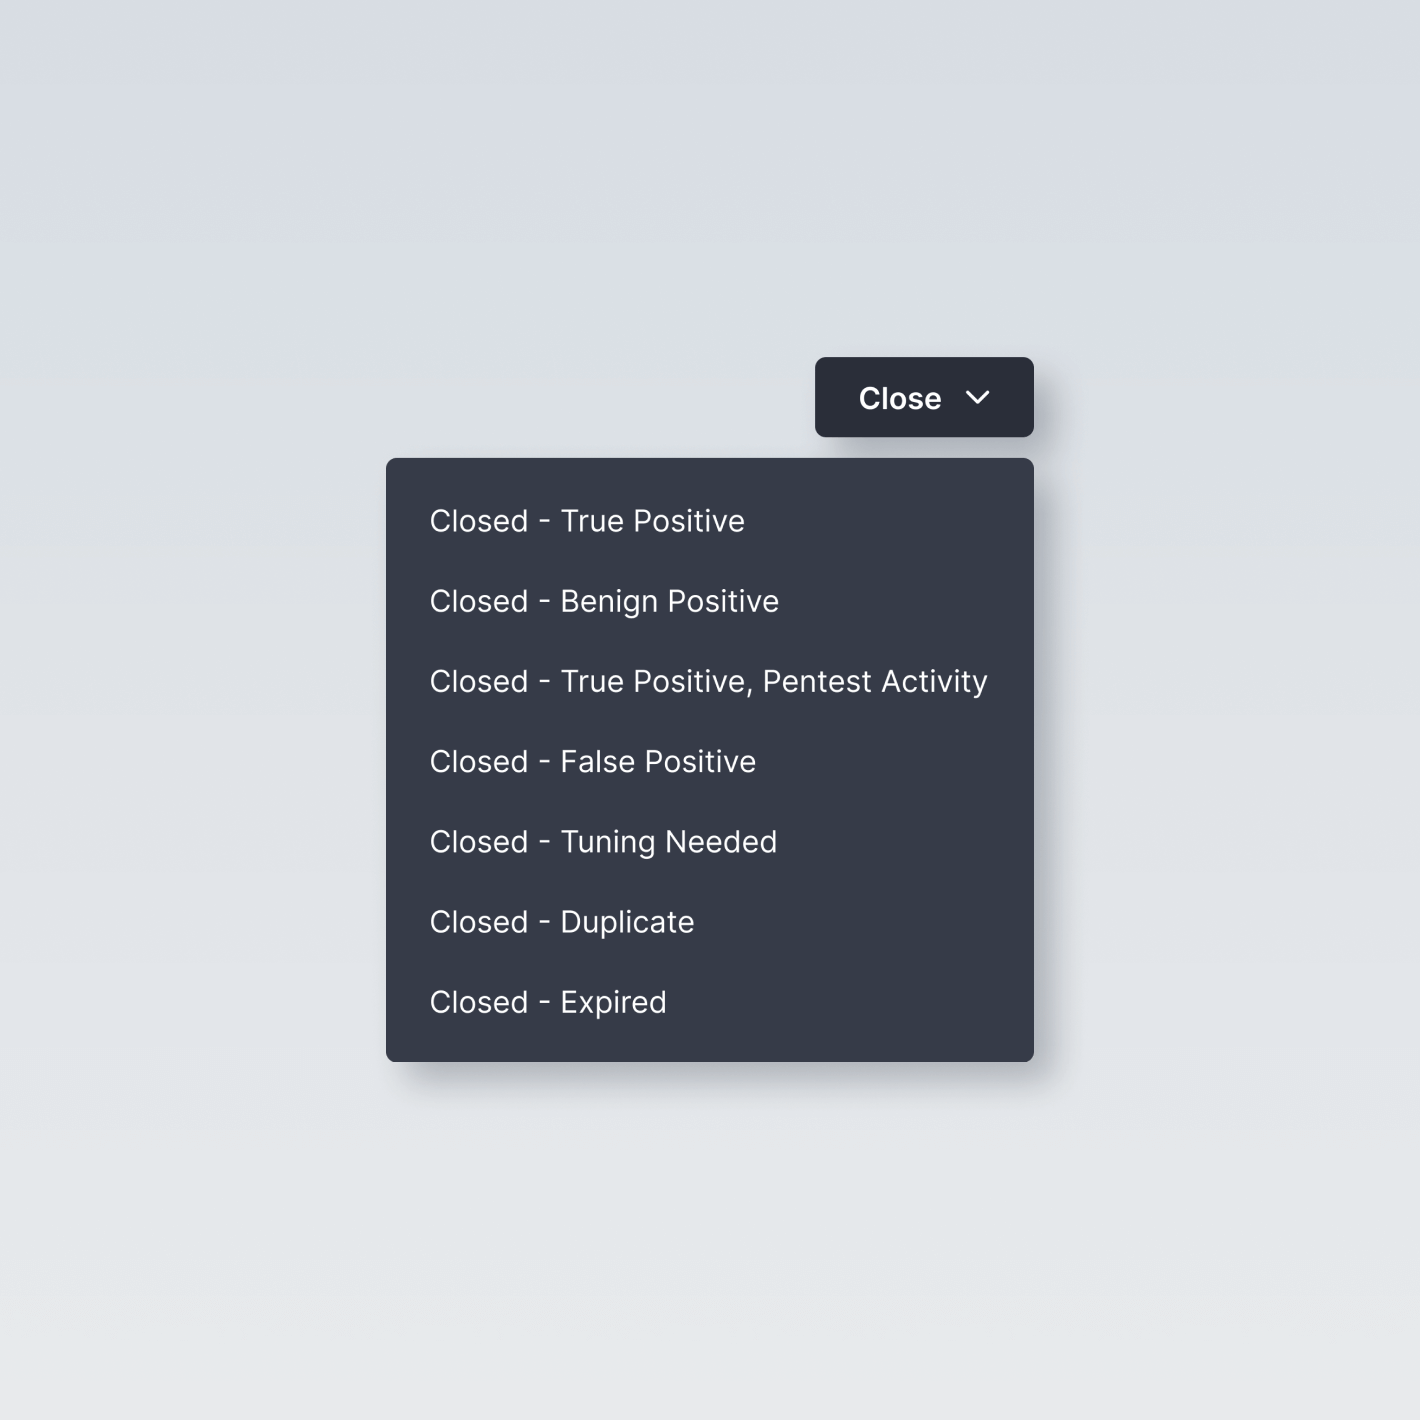 Close
Closed - True Positive
Closed - Benign Positive
Closed - True Positive, Pentest Activity
Closed - False Positive
Closed - Tuning Needed
Closed - Duplicate
Closed - Expired